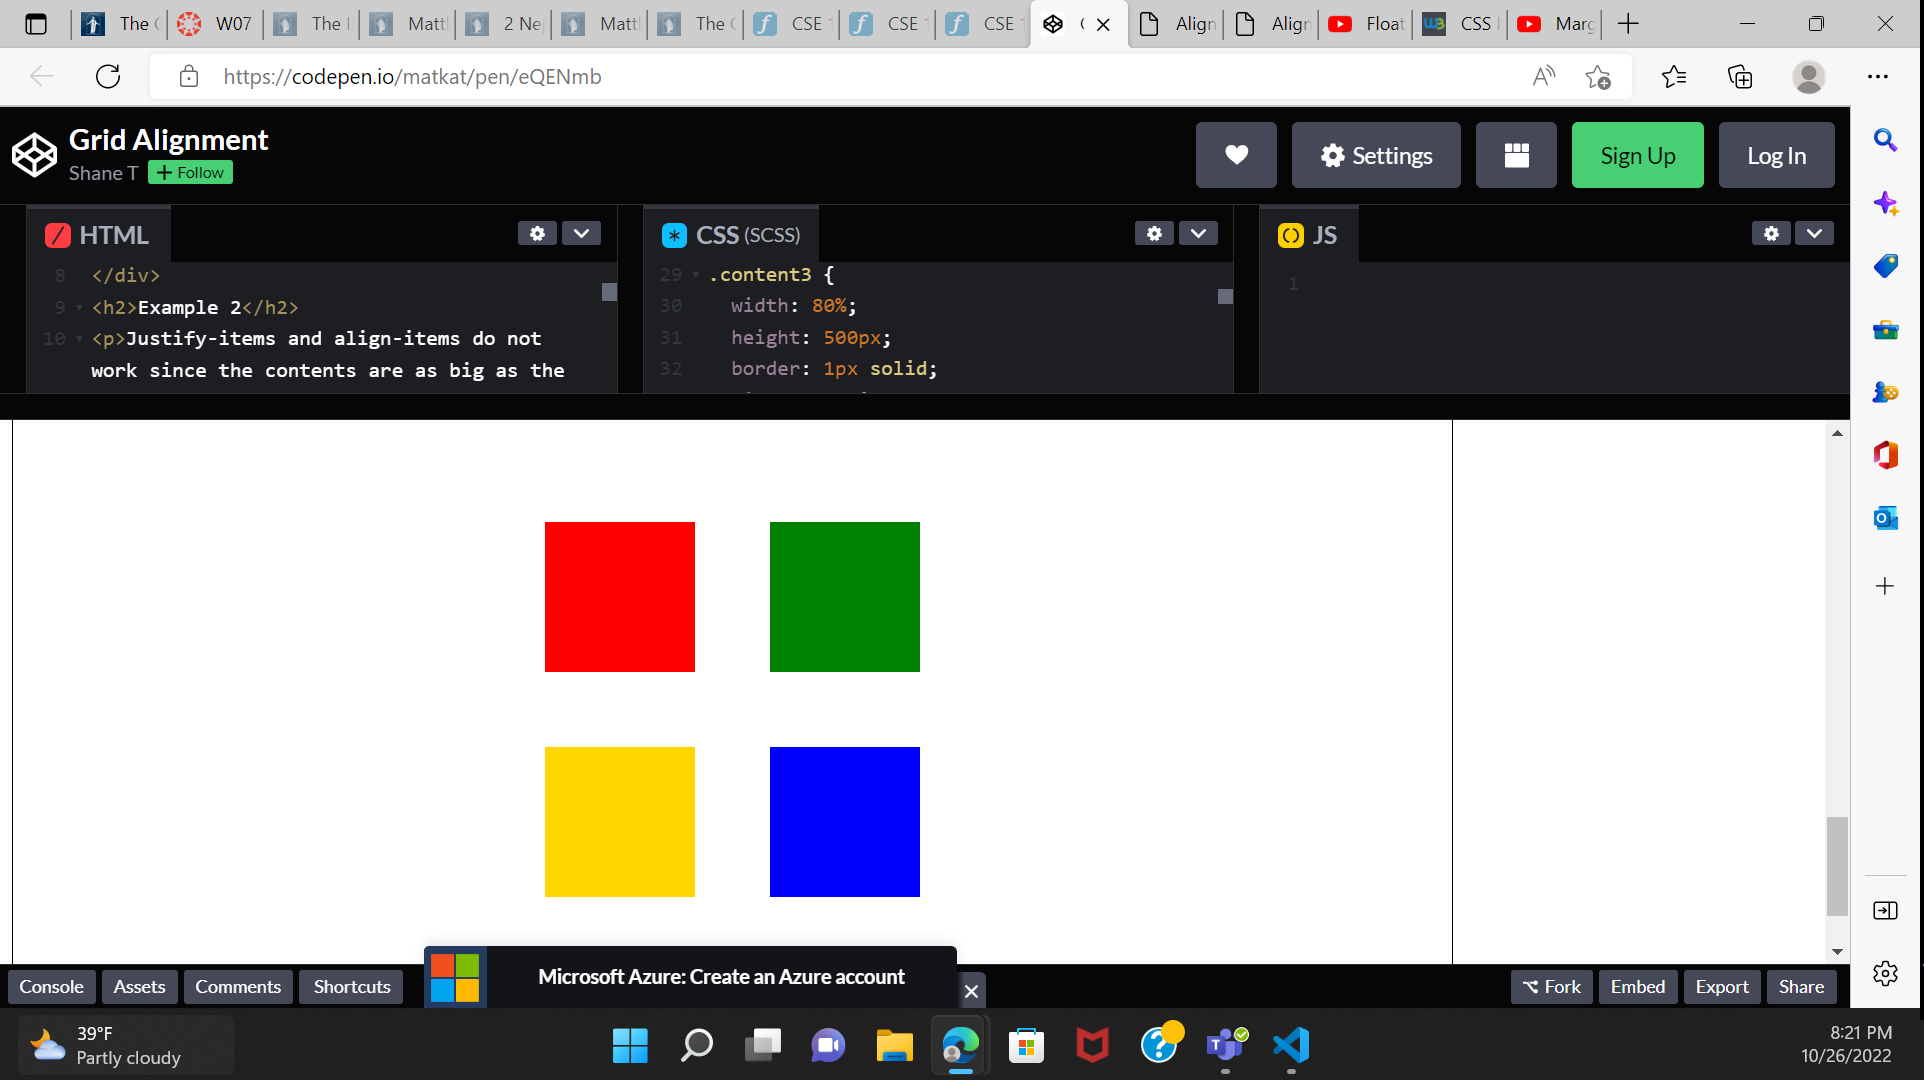 The
W07
The I
Matt
2 Ne
Matt
The
CSE 1
CSE 1
CSE 1
Align
Align
Float
CSS
Marg
https://codepen.io/matkat/pen/eQENmb
Grid Alignment
Shane T + Follow
Settings
Sign Up
Log In
HTML
8 </div>
9 <h2>Example 2</h2>
10 <p>Justify-items and align-items do not
work since the contents are as big as the
CSS (SCSS)
29 .content3 {
30 width: 80%;
31 height: 500px;
32 border: 1px solid;
JS
1
Microsoft Azure: Create an Azure account
Console
Assets
Comments
Shortcuts
Fork
Embed
Export
Share
39°F
Partly cloudy
8:21 PM
10/26/2022